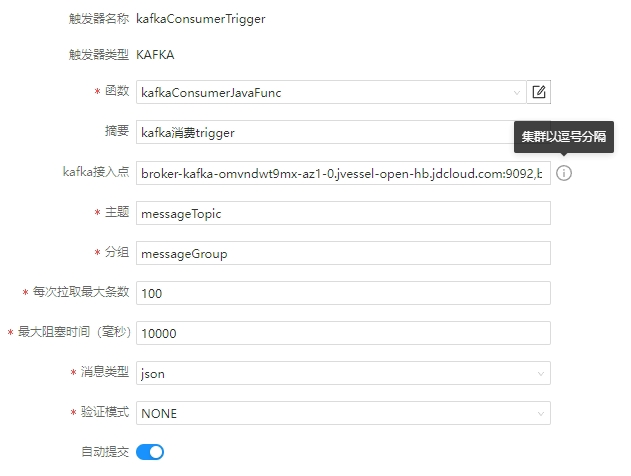 触发器名称 kafkaConsumerTrigger
触发器类型 KAFKA
* 函数 kafkaConsumerJavaFunc
摘要 kafka消费trigger
集群以逗号分隔
kafka接入点 broker-kafka-omvndwt9mx-az1-0.jvessel-open-hb.jdcloud.com:9092,b
* 主题 messageTopic
* 分组 messageGroup
* 每次拉取最大条数 100
* 最大阻塞时间（毫秒） 10000
* 消息类型 json
* 验证模式 NONE
自动提交